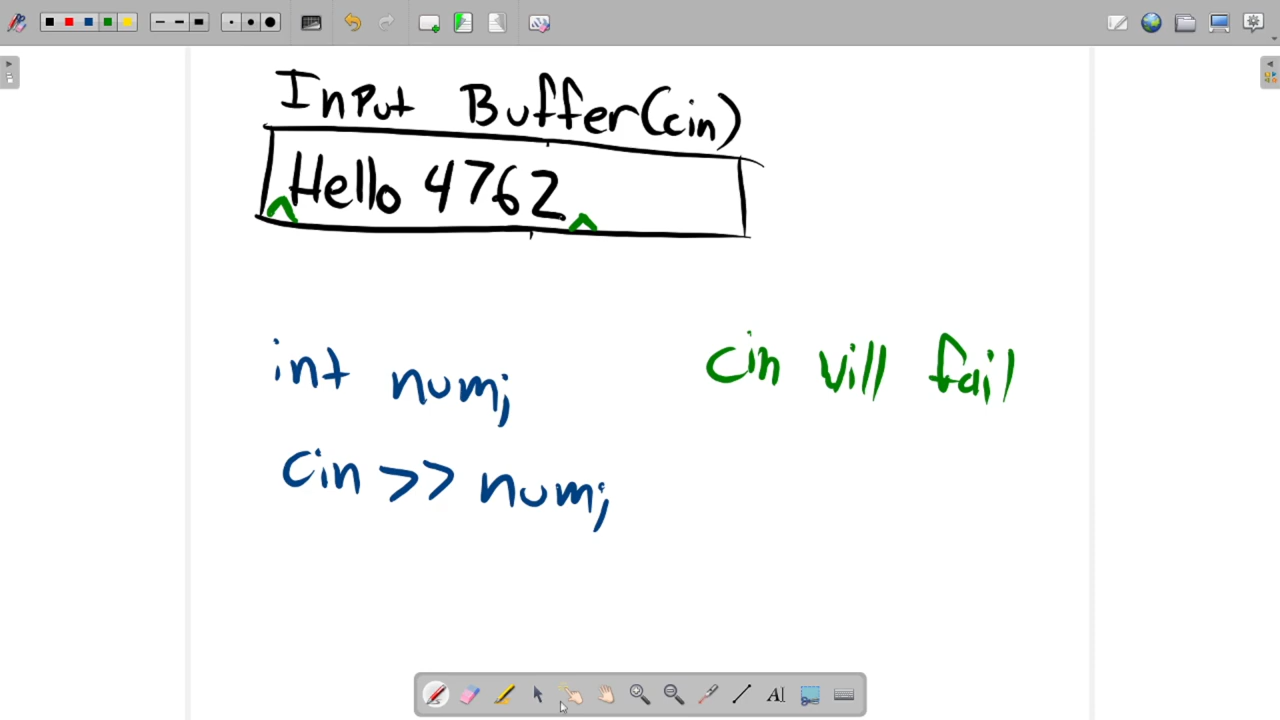 Input Buffer(cin)
Hello 4762
int num;
cin will fail
cin >> num;